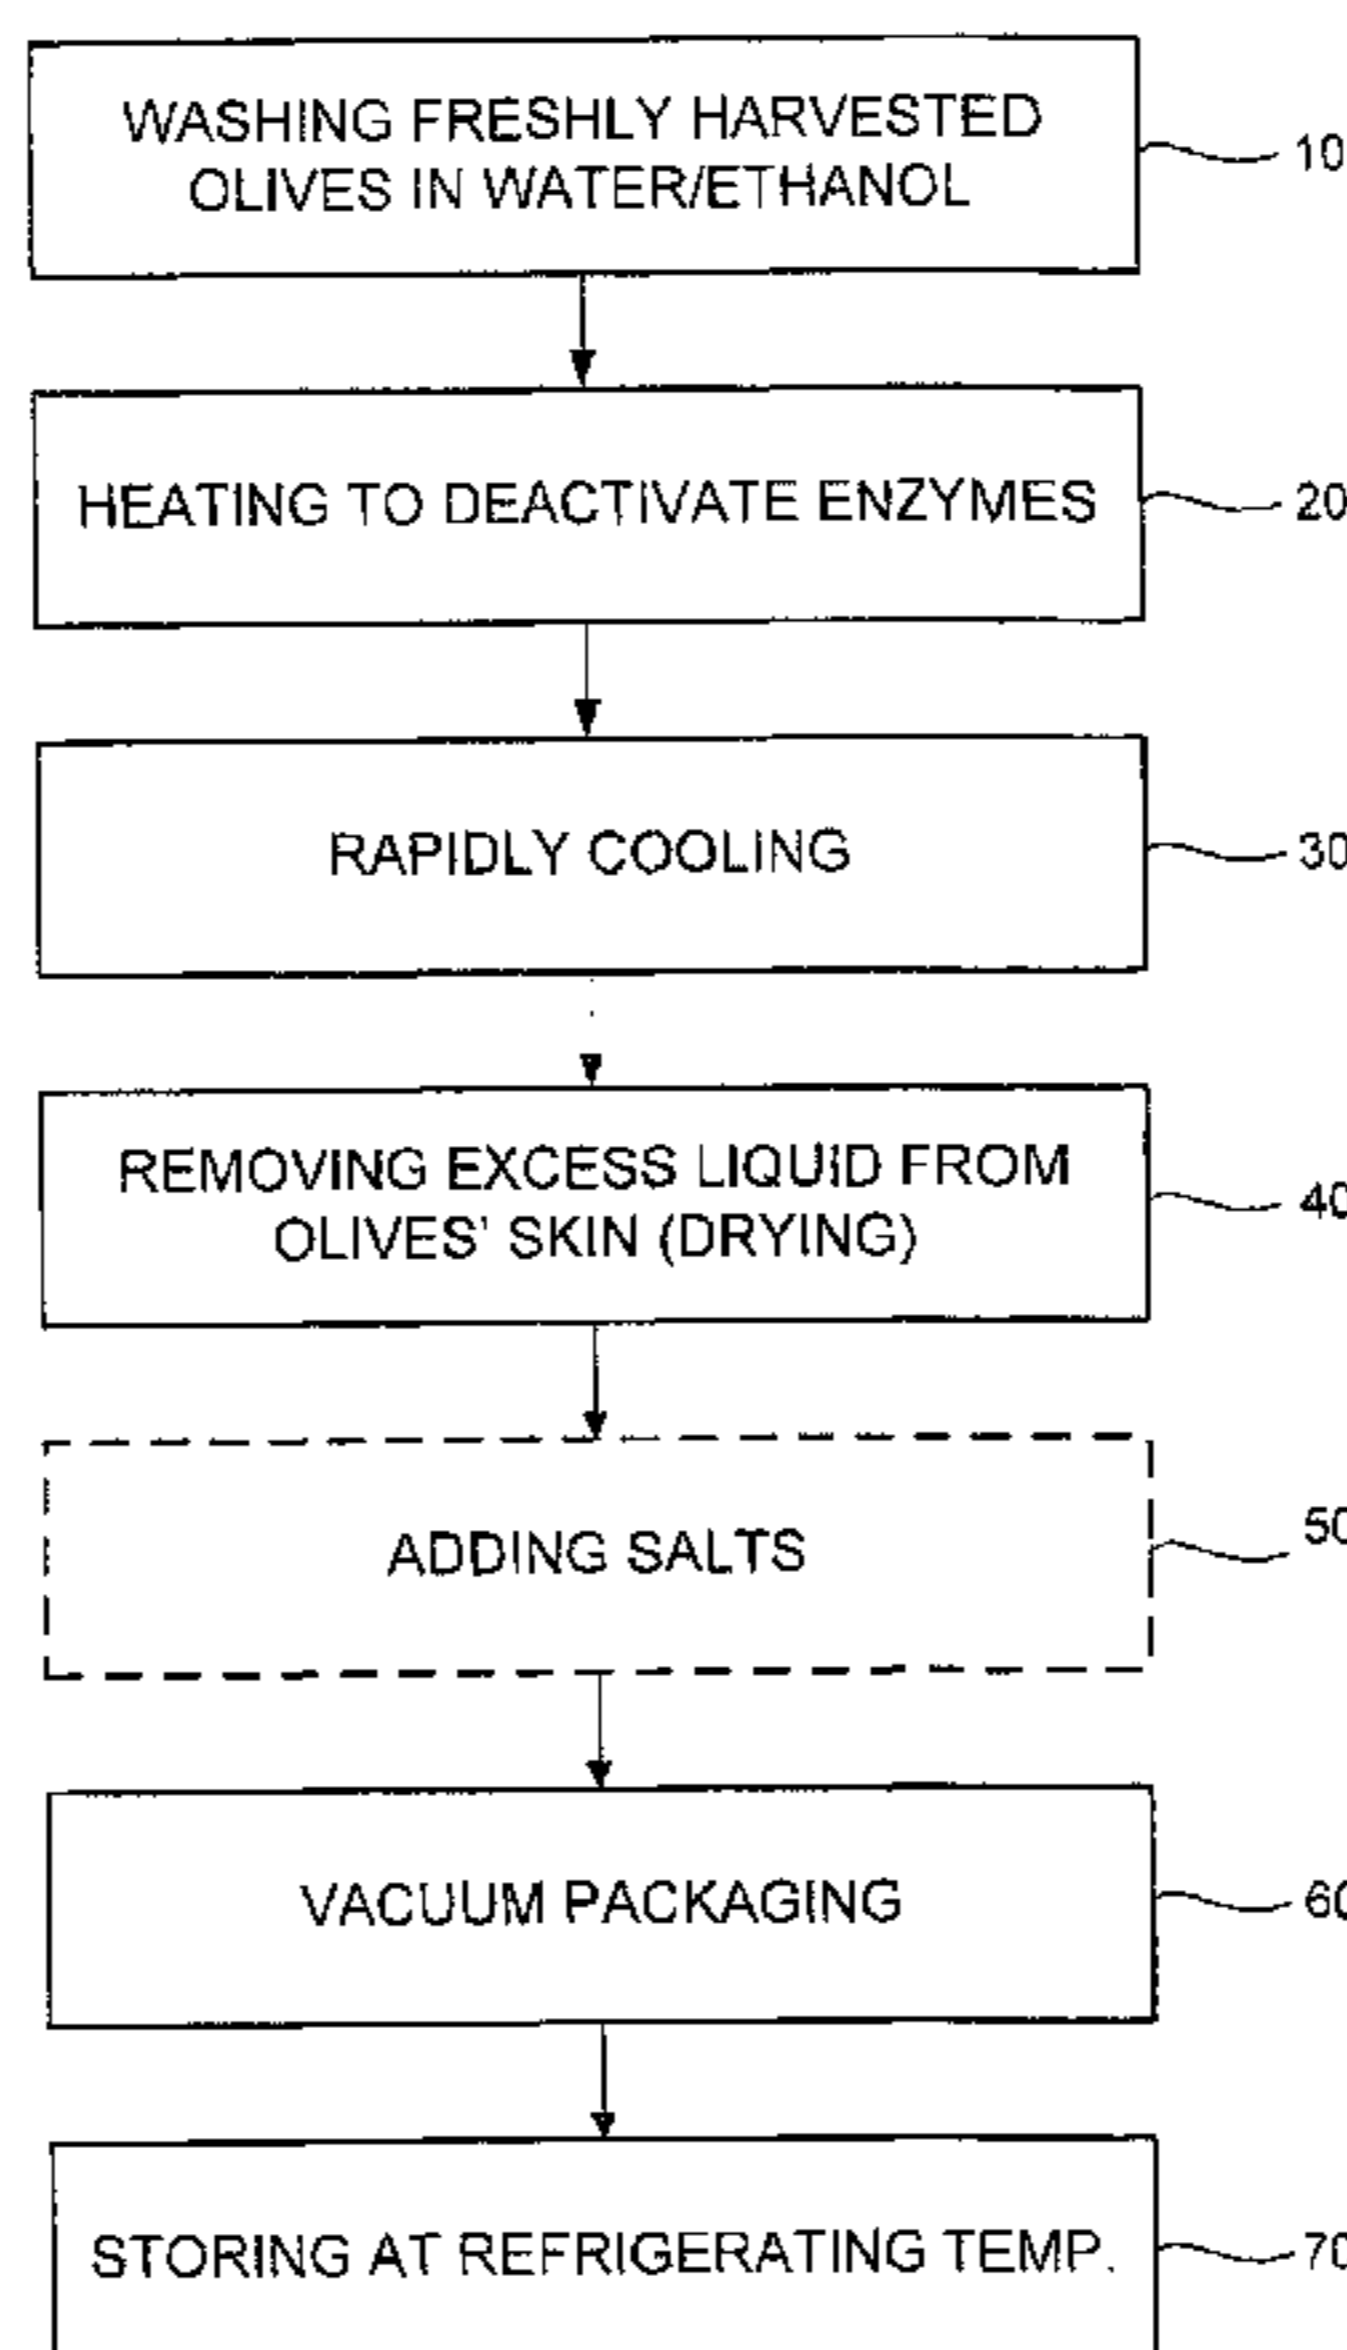 WASHING FRESHLY HARVESTED
OLIVES IN WATER/ETHANOL
10
HEATING TO DEACTIVATE ENZYMES
20
RAPIDLY COOLING
30
REMOVING EXCESS LIQUID FROM
OLIVES' SKIN (DRYING)
40
ADDING SALTS
50
VACUUM PACKAGING
60
STORING AT REFRIGERATING TEMP.
70